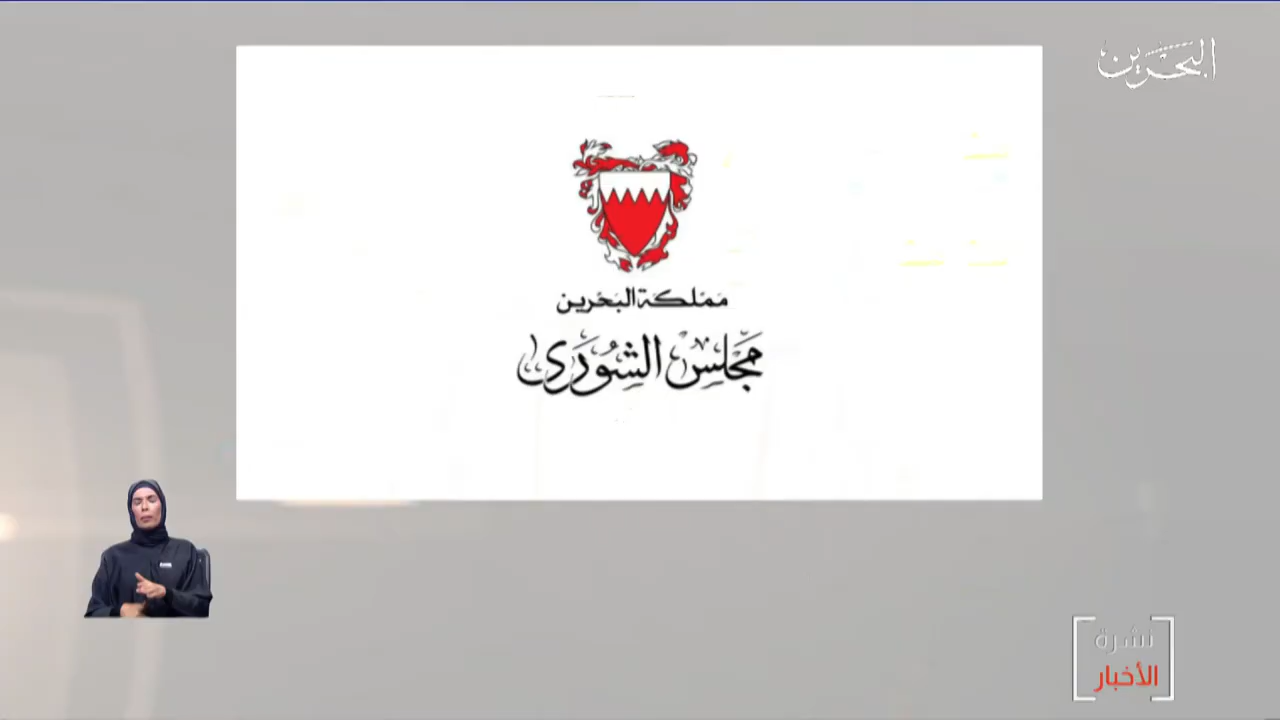 البحرين
مملكة البحرين
مجلس الشورى
نشرة
الأخبار